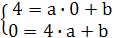 4 = a⋅0 + b
0 = 4⋅a + b